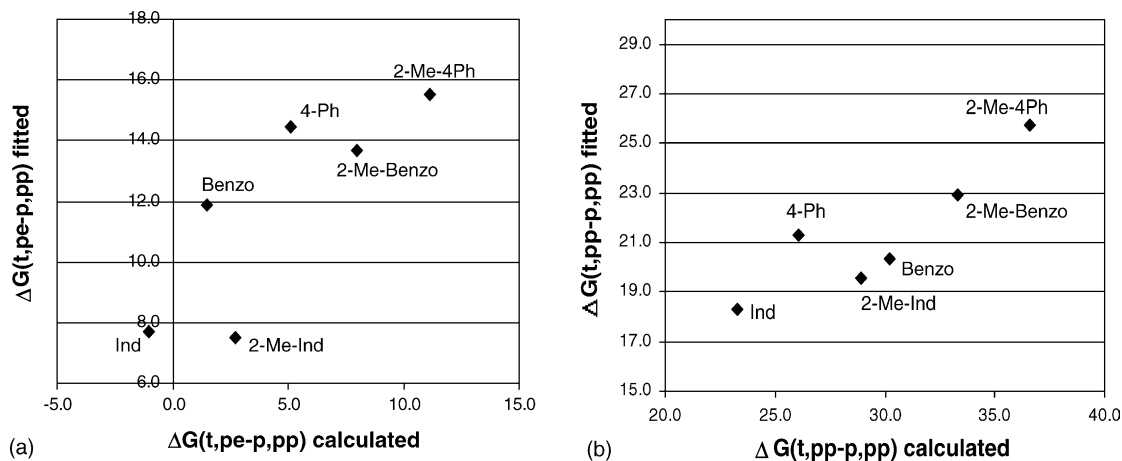 18.0
16.0
14.0
12.0
10.0
8.0
6.0
-5.0 0.0 5.0 10.0 15.0
ΔG(t,pe-p,pp) fitted
2-Me-4Ph
4-Ph
2-Me-Benzo
Benzo
Ind
2-Me-Ind
(a)
ΔG(t,pe-p,pp) calculated
29.0
27.0
25.0
23.0
21.0
19.0
17.0
15.0
20.0 25.0 30.0 35.0 40.0
ΔG(t,pp-p,pp) fitted
2-Me-4Ph
2-Me-Benzo
4-Ph
Benzo
2-Me-Ind
Ind
(b)
ΔG(t,pp-p,pp) calculated